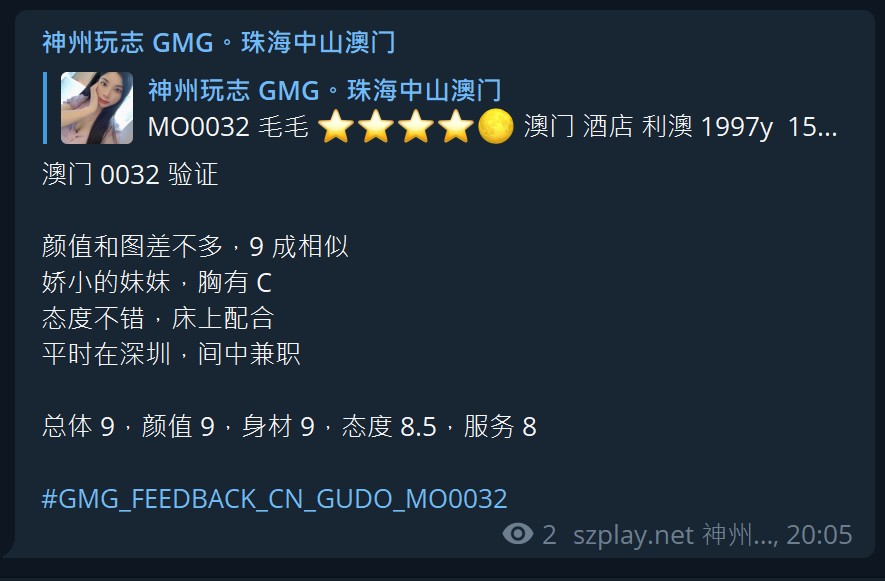 神州玩志 GMG。珠海中山澳门
神州玩志 GMG。珠海中山澳门
MO0032 毛毛 ⭐⭐⭐⭐🌕 澳门 酒店 利澳 1997y 15...
澳门 0032 验证
颜值和图差不多，9 成相似
娇小的妹妹，胸有 C
态度不错，床上配合
平时在深圳，间中兼职
总体 9，颜值 9，身材 9，态度 8.5，服务 8
#GMG_FEEDBACK_CN_GUDO_MO0032
2 szplay.net 神州..., 20:05